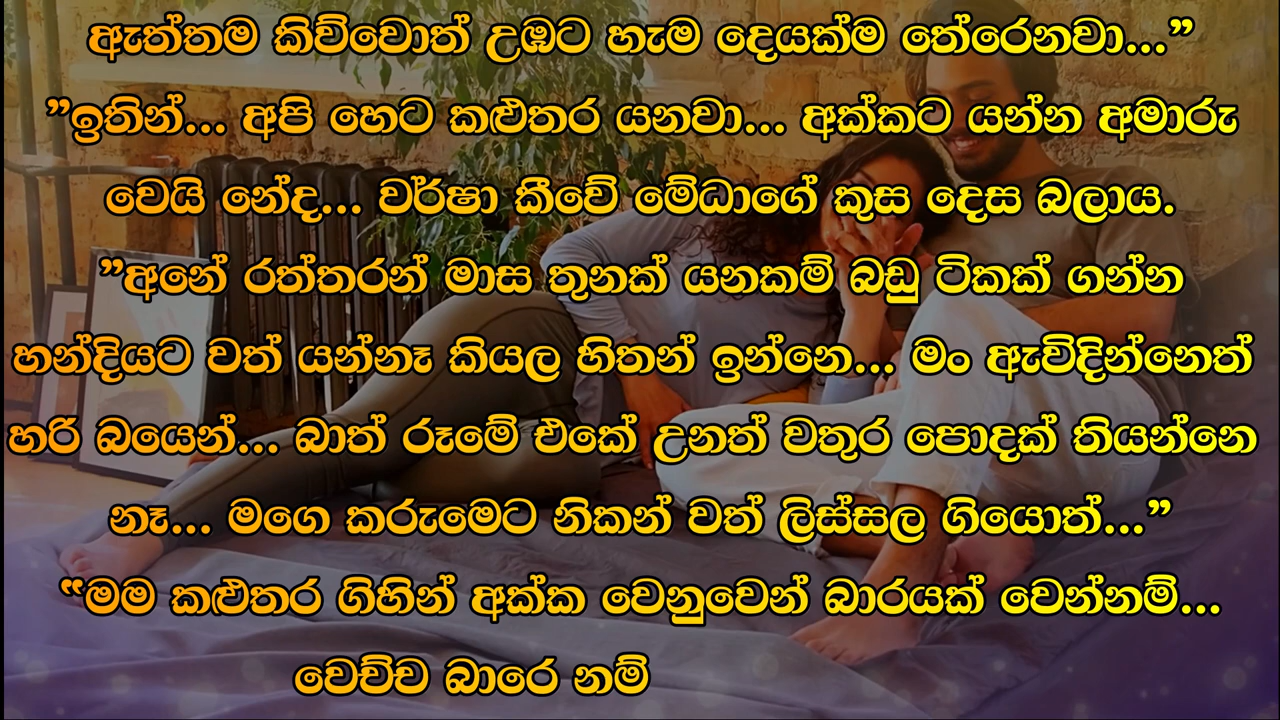 ඇත්තම කිව්වොත් උඹට හැම දෙයක්ම තේරෙනවා...”
”ඉතින්... අපි හෙට කළුතර යනවා... අක්කට යන්න අමාරු
වෙයි නේද... වර්ෂා කීවේ මේධාගේ කුස දෙස බලාය.
”අනේ රත්තරන් මාස තුනක් යනකම් බඩු ටිකක් ගන්න
හන්දියට වත් යන්නෑ කියල හිතන් ඉන්නෙ... මං ඇවිදින්නෙත්
හරි බයෙන්... බාත් රූමේ එකේ උනත් වතුර පොදක් තියන්නෙ
නෑ... මගෙ කරුමෙට නිකන් වත් ලිස්සල ගියොත්...”
“මම කළුතර ගිහින් අක්ක වෙනුවෙන් බාරයක් වෙන්නම්...
වෙච්ච බාරෙ නම්